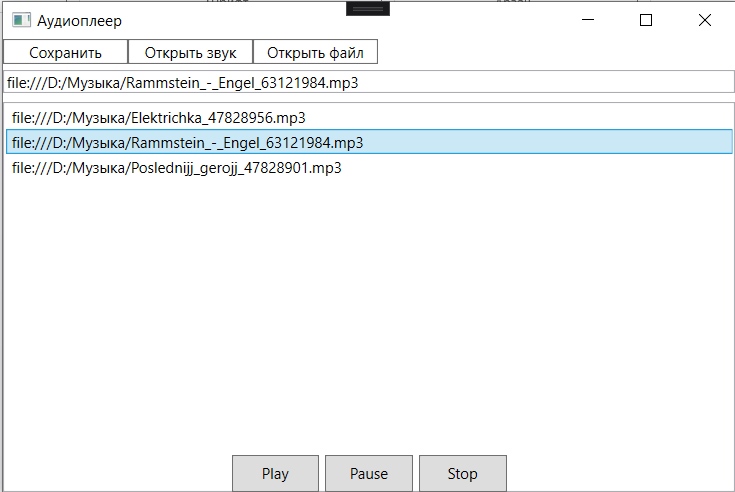 Аудиоплеер
Сохранить Открыть звук Открыть файл
file:///D:/Музыка/Rammstein_-_Engel_63121984.mp3
file:///D:/Музыка/Elektrichka_47828956.mp3
file:///D:/Музыка/Rammstein_-_Engel_63121984.mp3
file:///D:/Музыка/Poslednijj_gerojj_47828901.mp3
Play Pause Stop